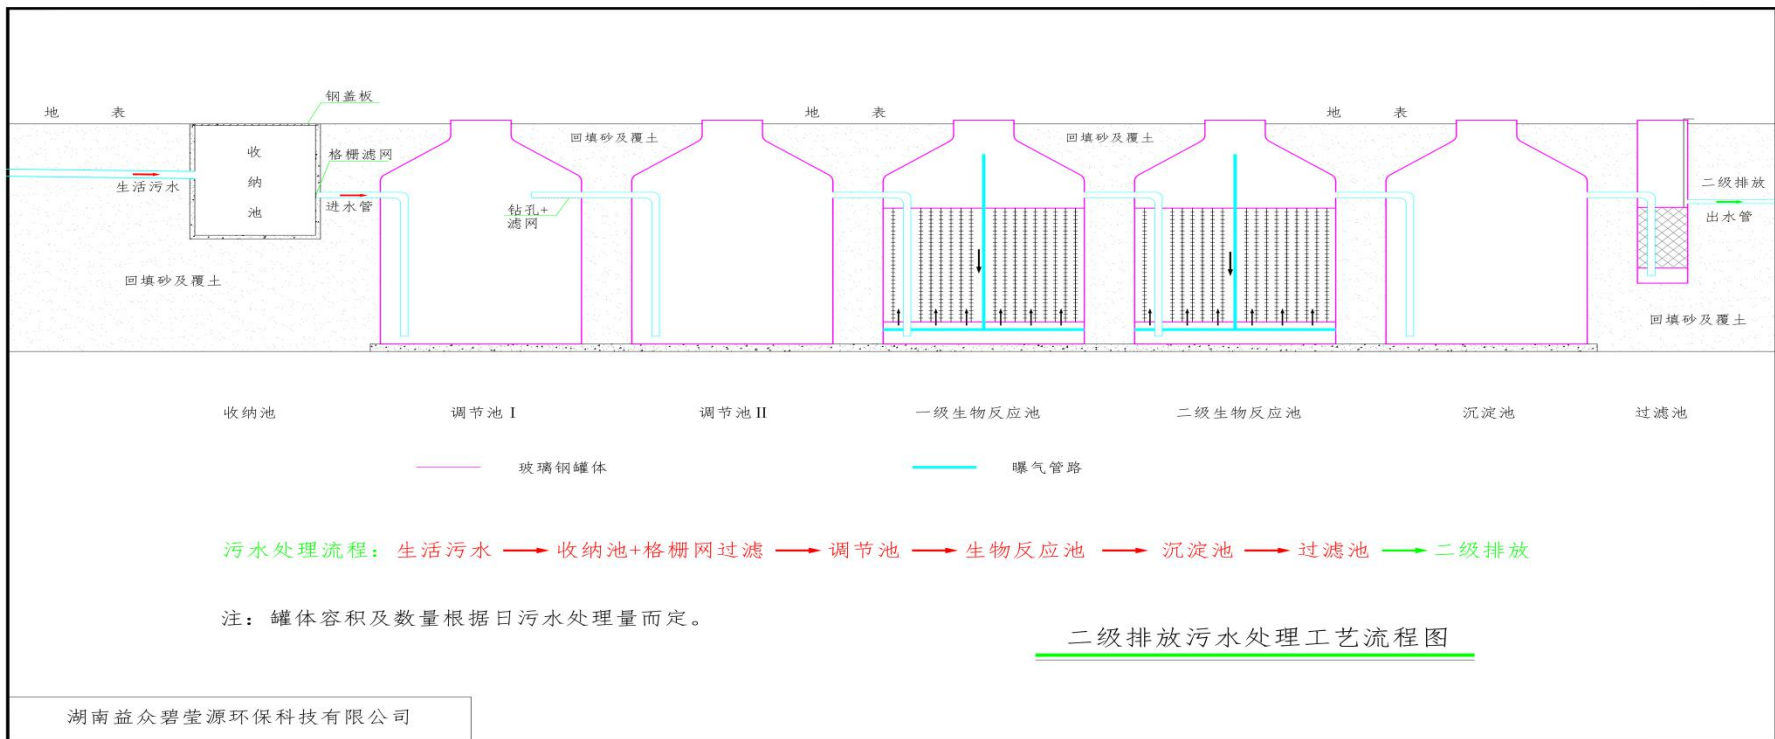 钢盖板
地 表
地 表
地 表
回填砂及覆土
回填砂及覆土
收纳池
格栅滤网
生活污水
进水管
钻孔+
滤网
二级排放
出水管
回填砂及覆土
回填砂及覆土
收纳池
调节池 I
调节池 II
一级生物反应池
二级生物反应池
沉淀池
过滤池
玻璃钢罐体
曝气管路
污水处理流程：生活污水 → 收纳池+格栅网过滤 → 调节池 → 生物反应池 → 沉淀池 → 过滤池 → 二级排放
注：罐体容积及数量根据日污水处理量而定。
二级排放污水处理工艺流程图
湖南益众碧莹源环保科技有限公司